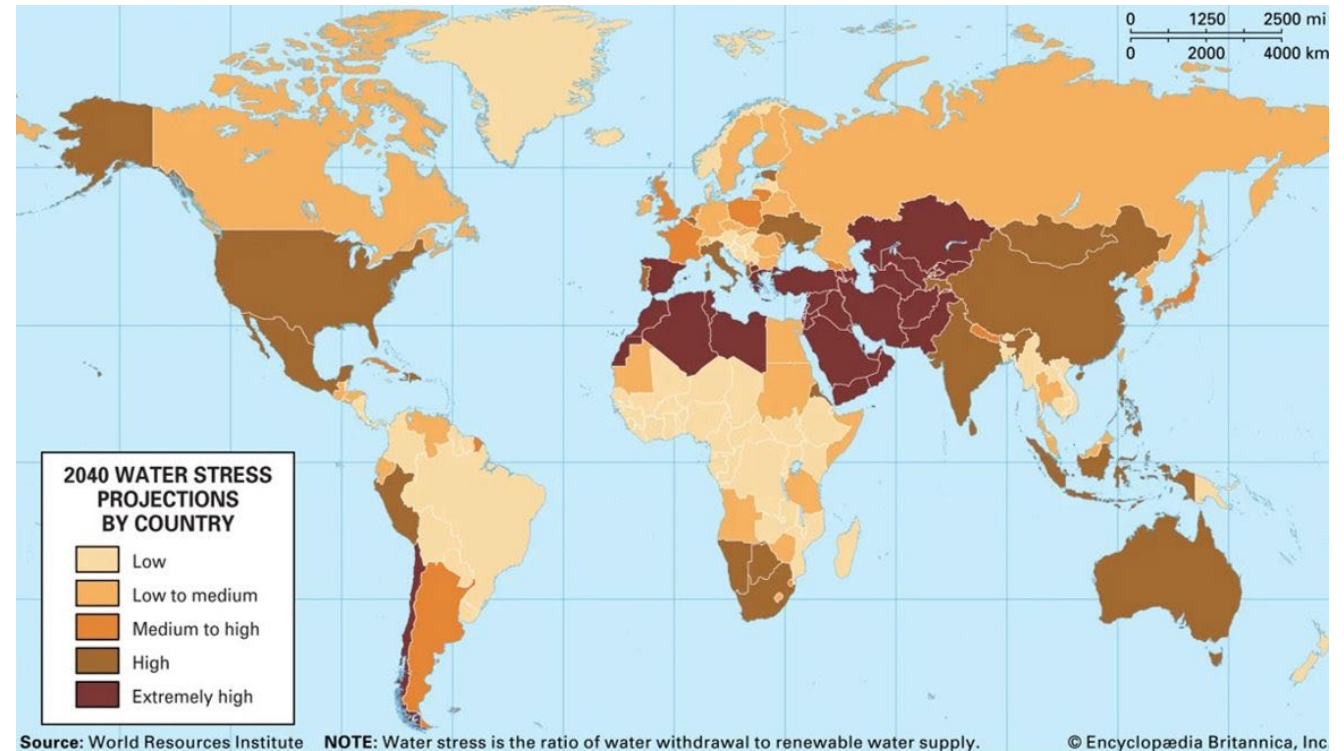 0 1250 2500 mi
0 2000 4000 km
2040 WATER STRESS
PROJECTIONS
BY COUNTRY
Low
Low to medium
Medium to high
High
Extremely high
Source: World Resources Institute NOTE: Water stress is the ratio of water withdrawal to renewable water supply. © Encyclopædia Britannica, Inc